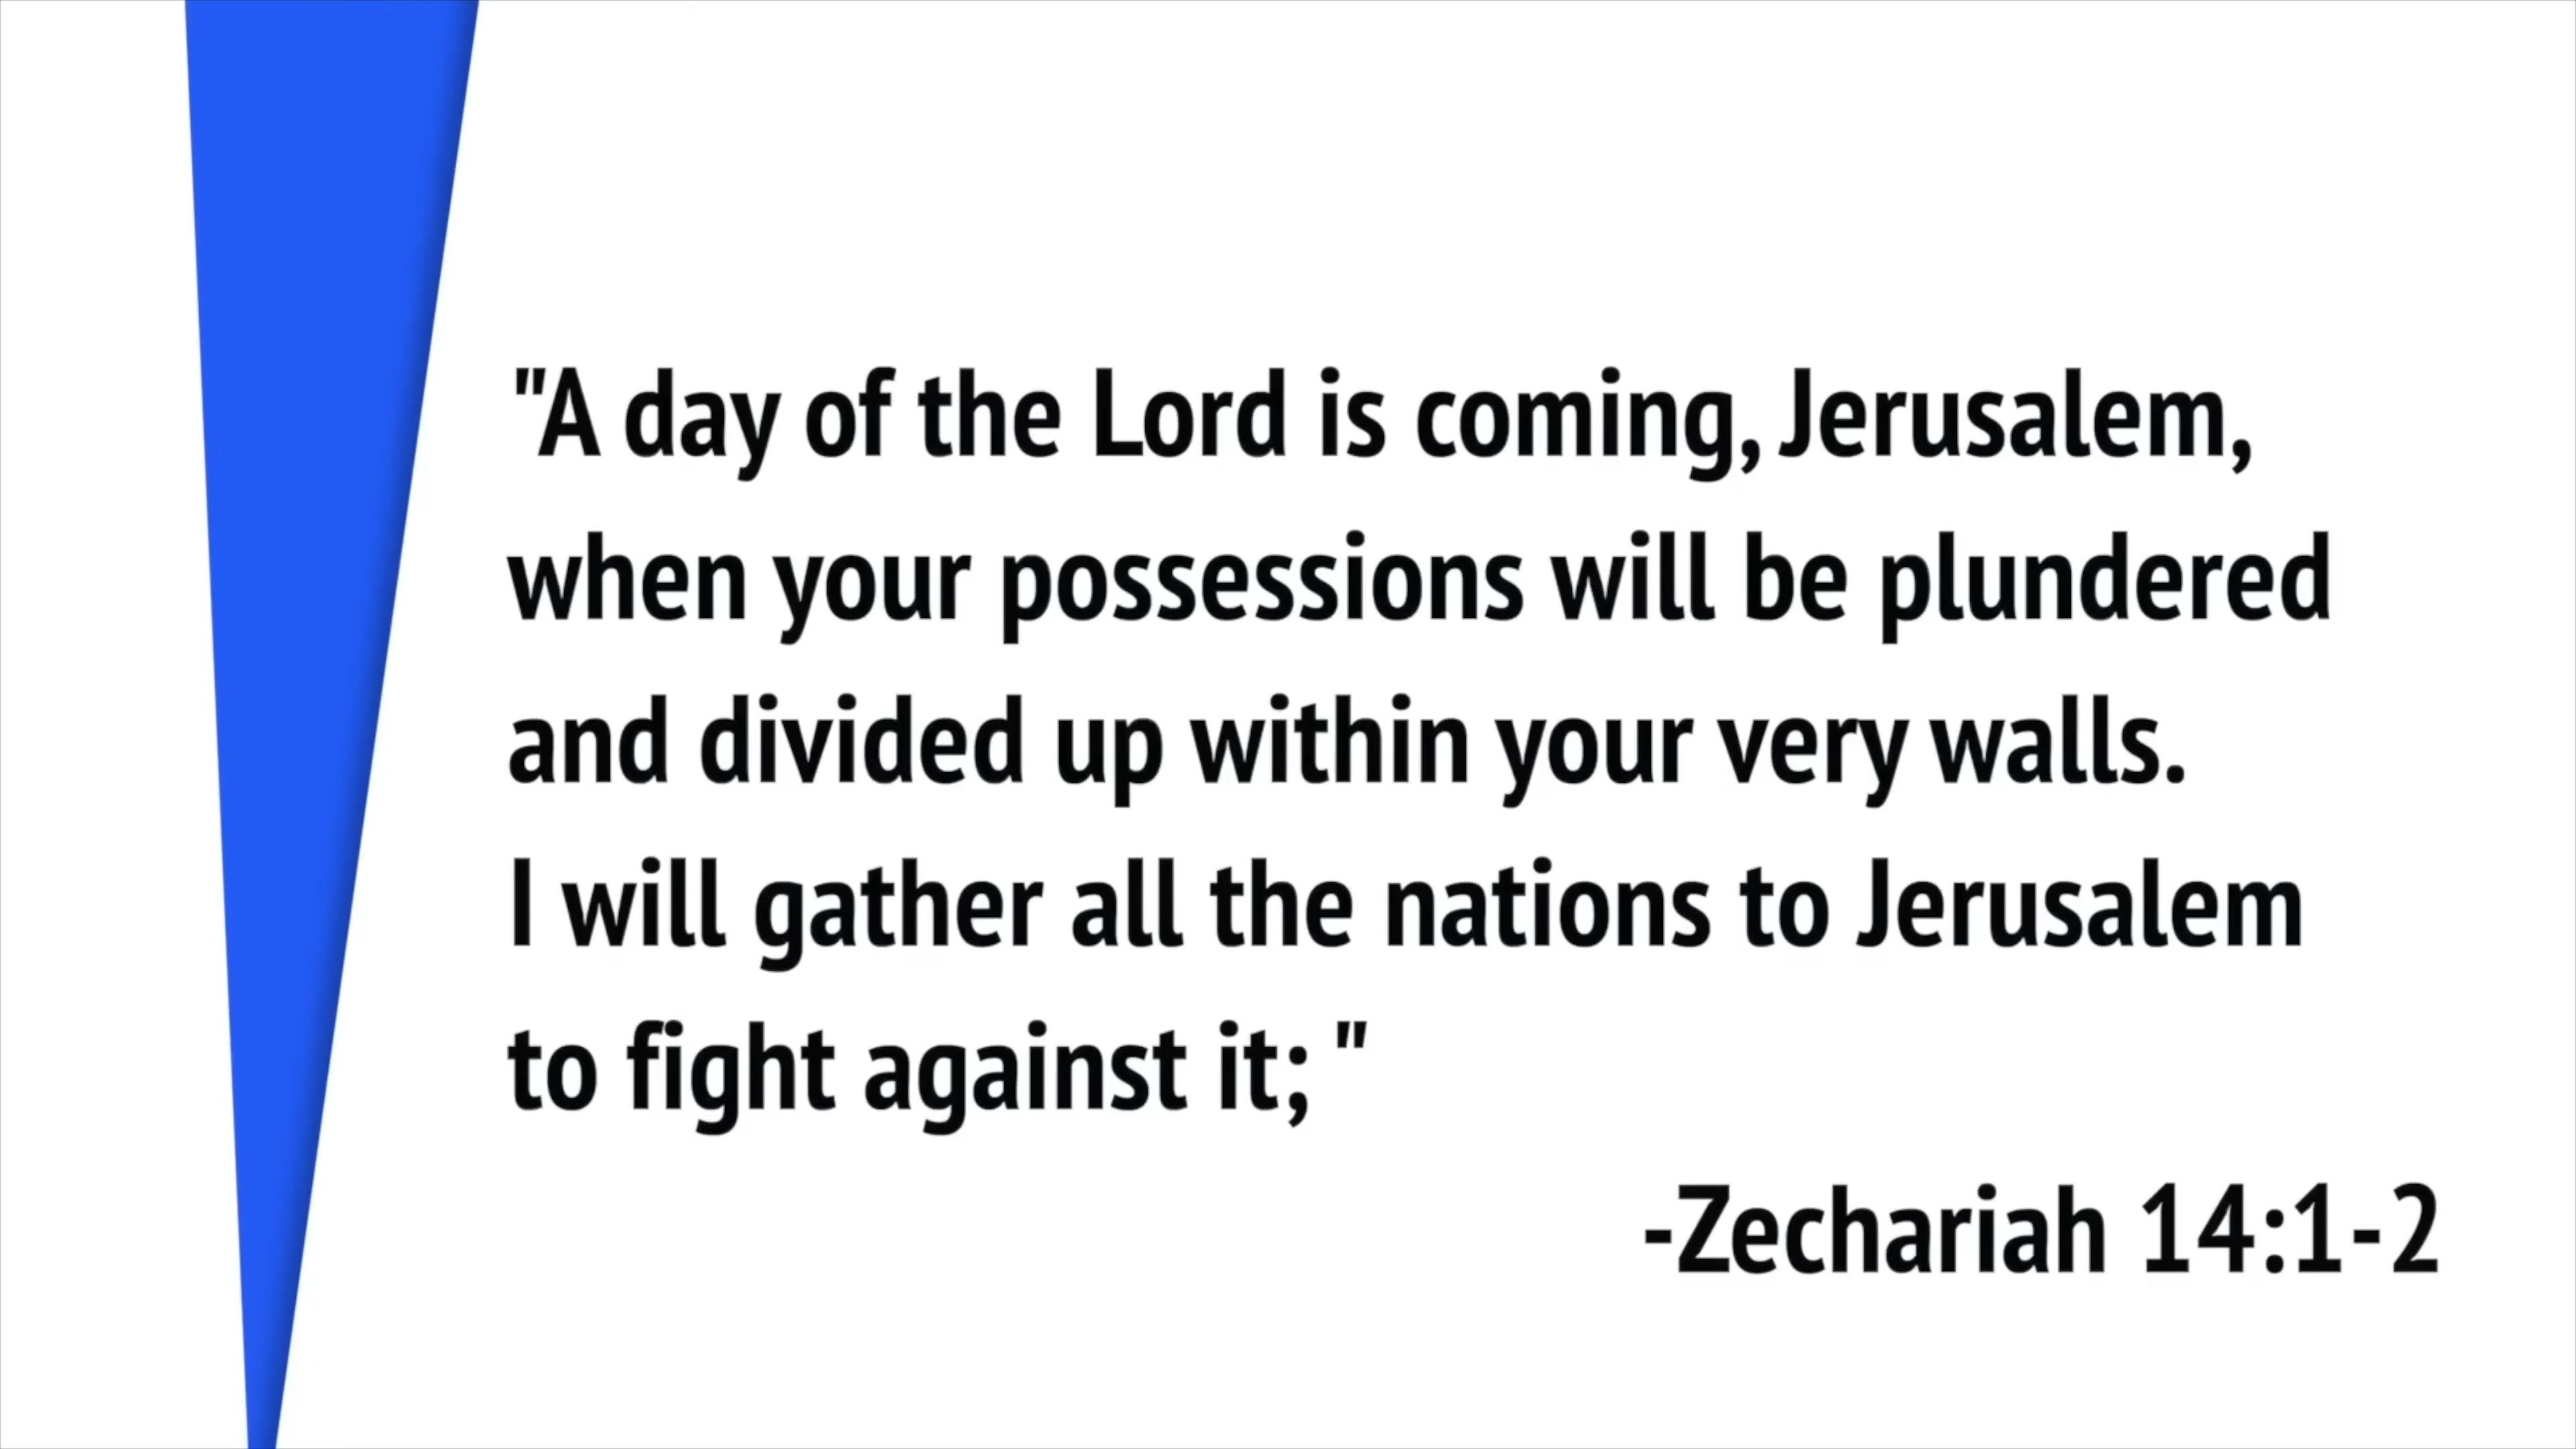 "A day of the Lord is coming, Jerusalem,
when your possessions will be plundered
and divided up within your very walls.
I will gather all the nations to Jerusalem
to fight against it; "
-Zechariah 14:1-2